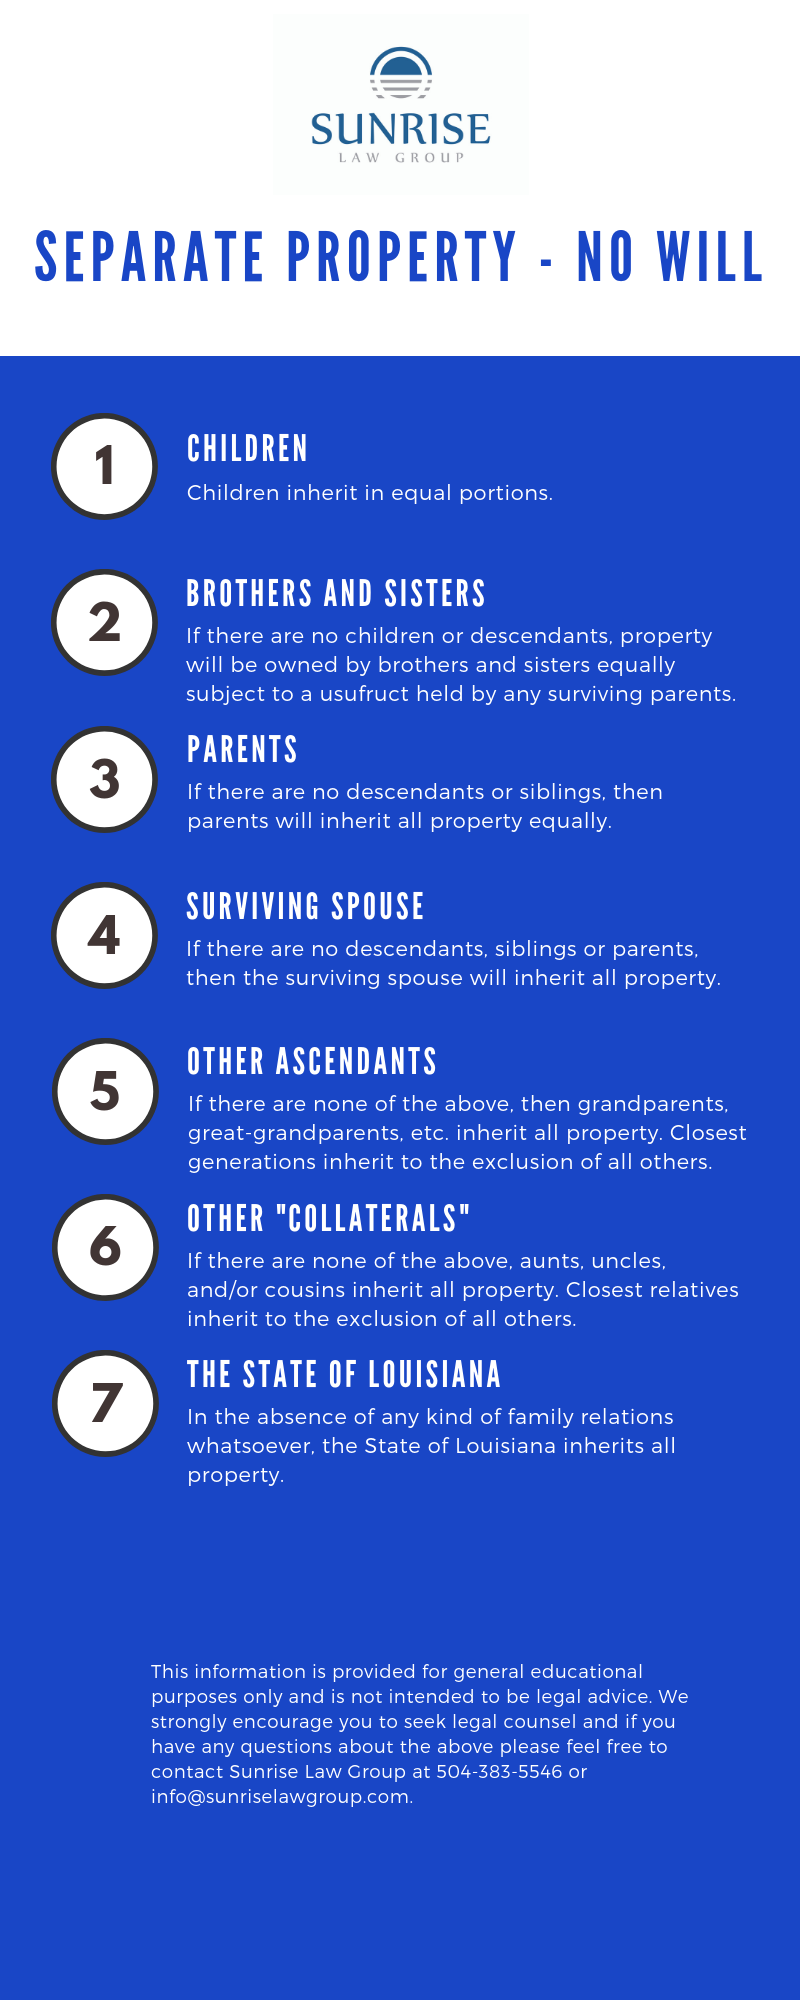 SUNRISE
LAW GROUP
SEPARATE PROPERTY - NO WILL
1
CHILDREN
Children inherit in equal portions.
2
BROTHERS AND SISTERS
If there are no children or descendants, property
will be owned by brothers and sisters equally
subject to a usufruct held by any surviving parents.
3
PARENTS
If there are no descendants or siblings, then
parents will inherit all property equally.
4
SURVIVING SPOUSE
If there are no descendants, siblings or parents,
then the surviving spouse will inherit all property.
5
OTHER ASCENDANTS
If there are none of the above, then grandparents,
great-grandparents, etc. inherit all property. Closest
generations inherit to the exclusion of all others.
6
OTHER "COLLATERALS"
If there are none of the above, aunts, uncles,
and/or cousins inherit all property. Closest relatives
inherit to the exclusion of all others.
7
THE STATE OF LOUISIANA
In the absence of any kind of family relations
whatsoever, the State of Louisiana inherits all
property.
This information is provided for general educational
purposes only and is not intended to be legal advice. We
strongly encourage you to seek legal counsel and if you
have any questions about the above please feel free to
contact Sunrise Law Group at 504-383-5546 or
info@sunriselawgroup.com.